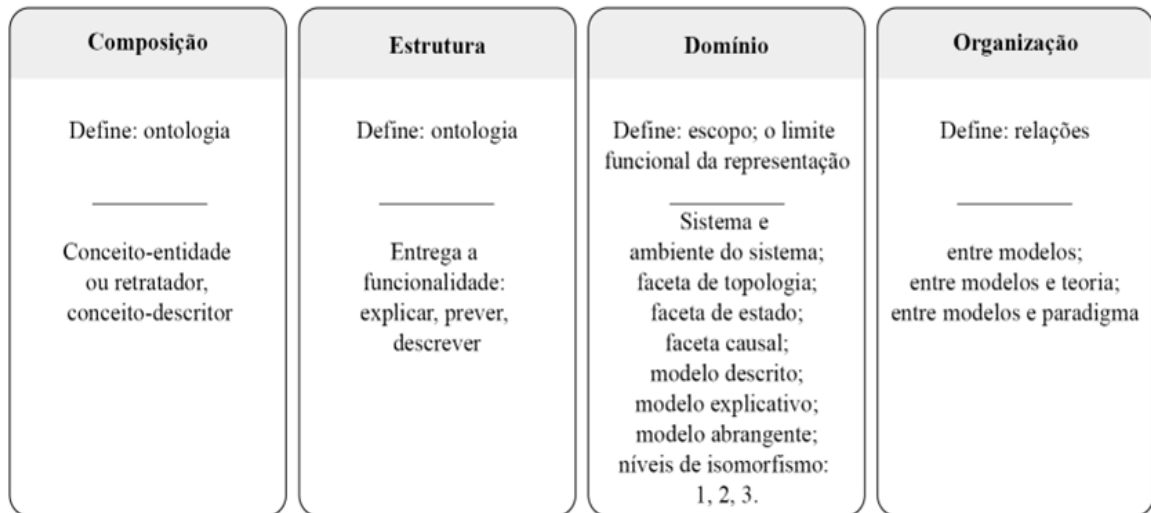 Composição
Define: ontologia
Conceito-entidade
ou retratador,
conceito-descritor
Estrutura
Define: ontologia
Entrega a
funcionalidade:
explicar, prever,
descrever
Domínio
Define: escopo; o limite
funcional da representação
Sistema e
ambiente do sistema;
faceta de topologia;
faceta de estado;
faceta causal;
modelo descrito;
modelo explicativo;
modelo abrangente;
níveis de isomorfismo:
1, 2, 3.
Organização
Define: relações
entre modelos;
entre modelos e teoria;
entre modelos e paradigma